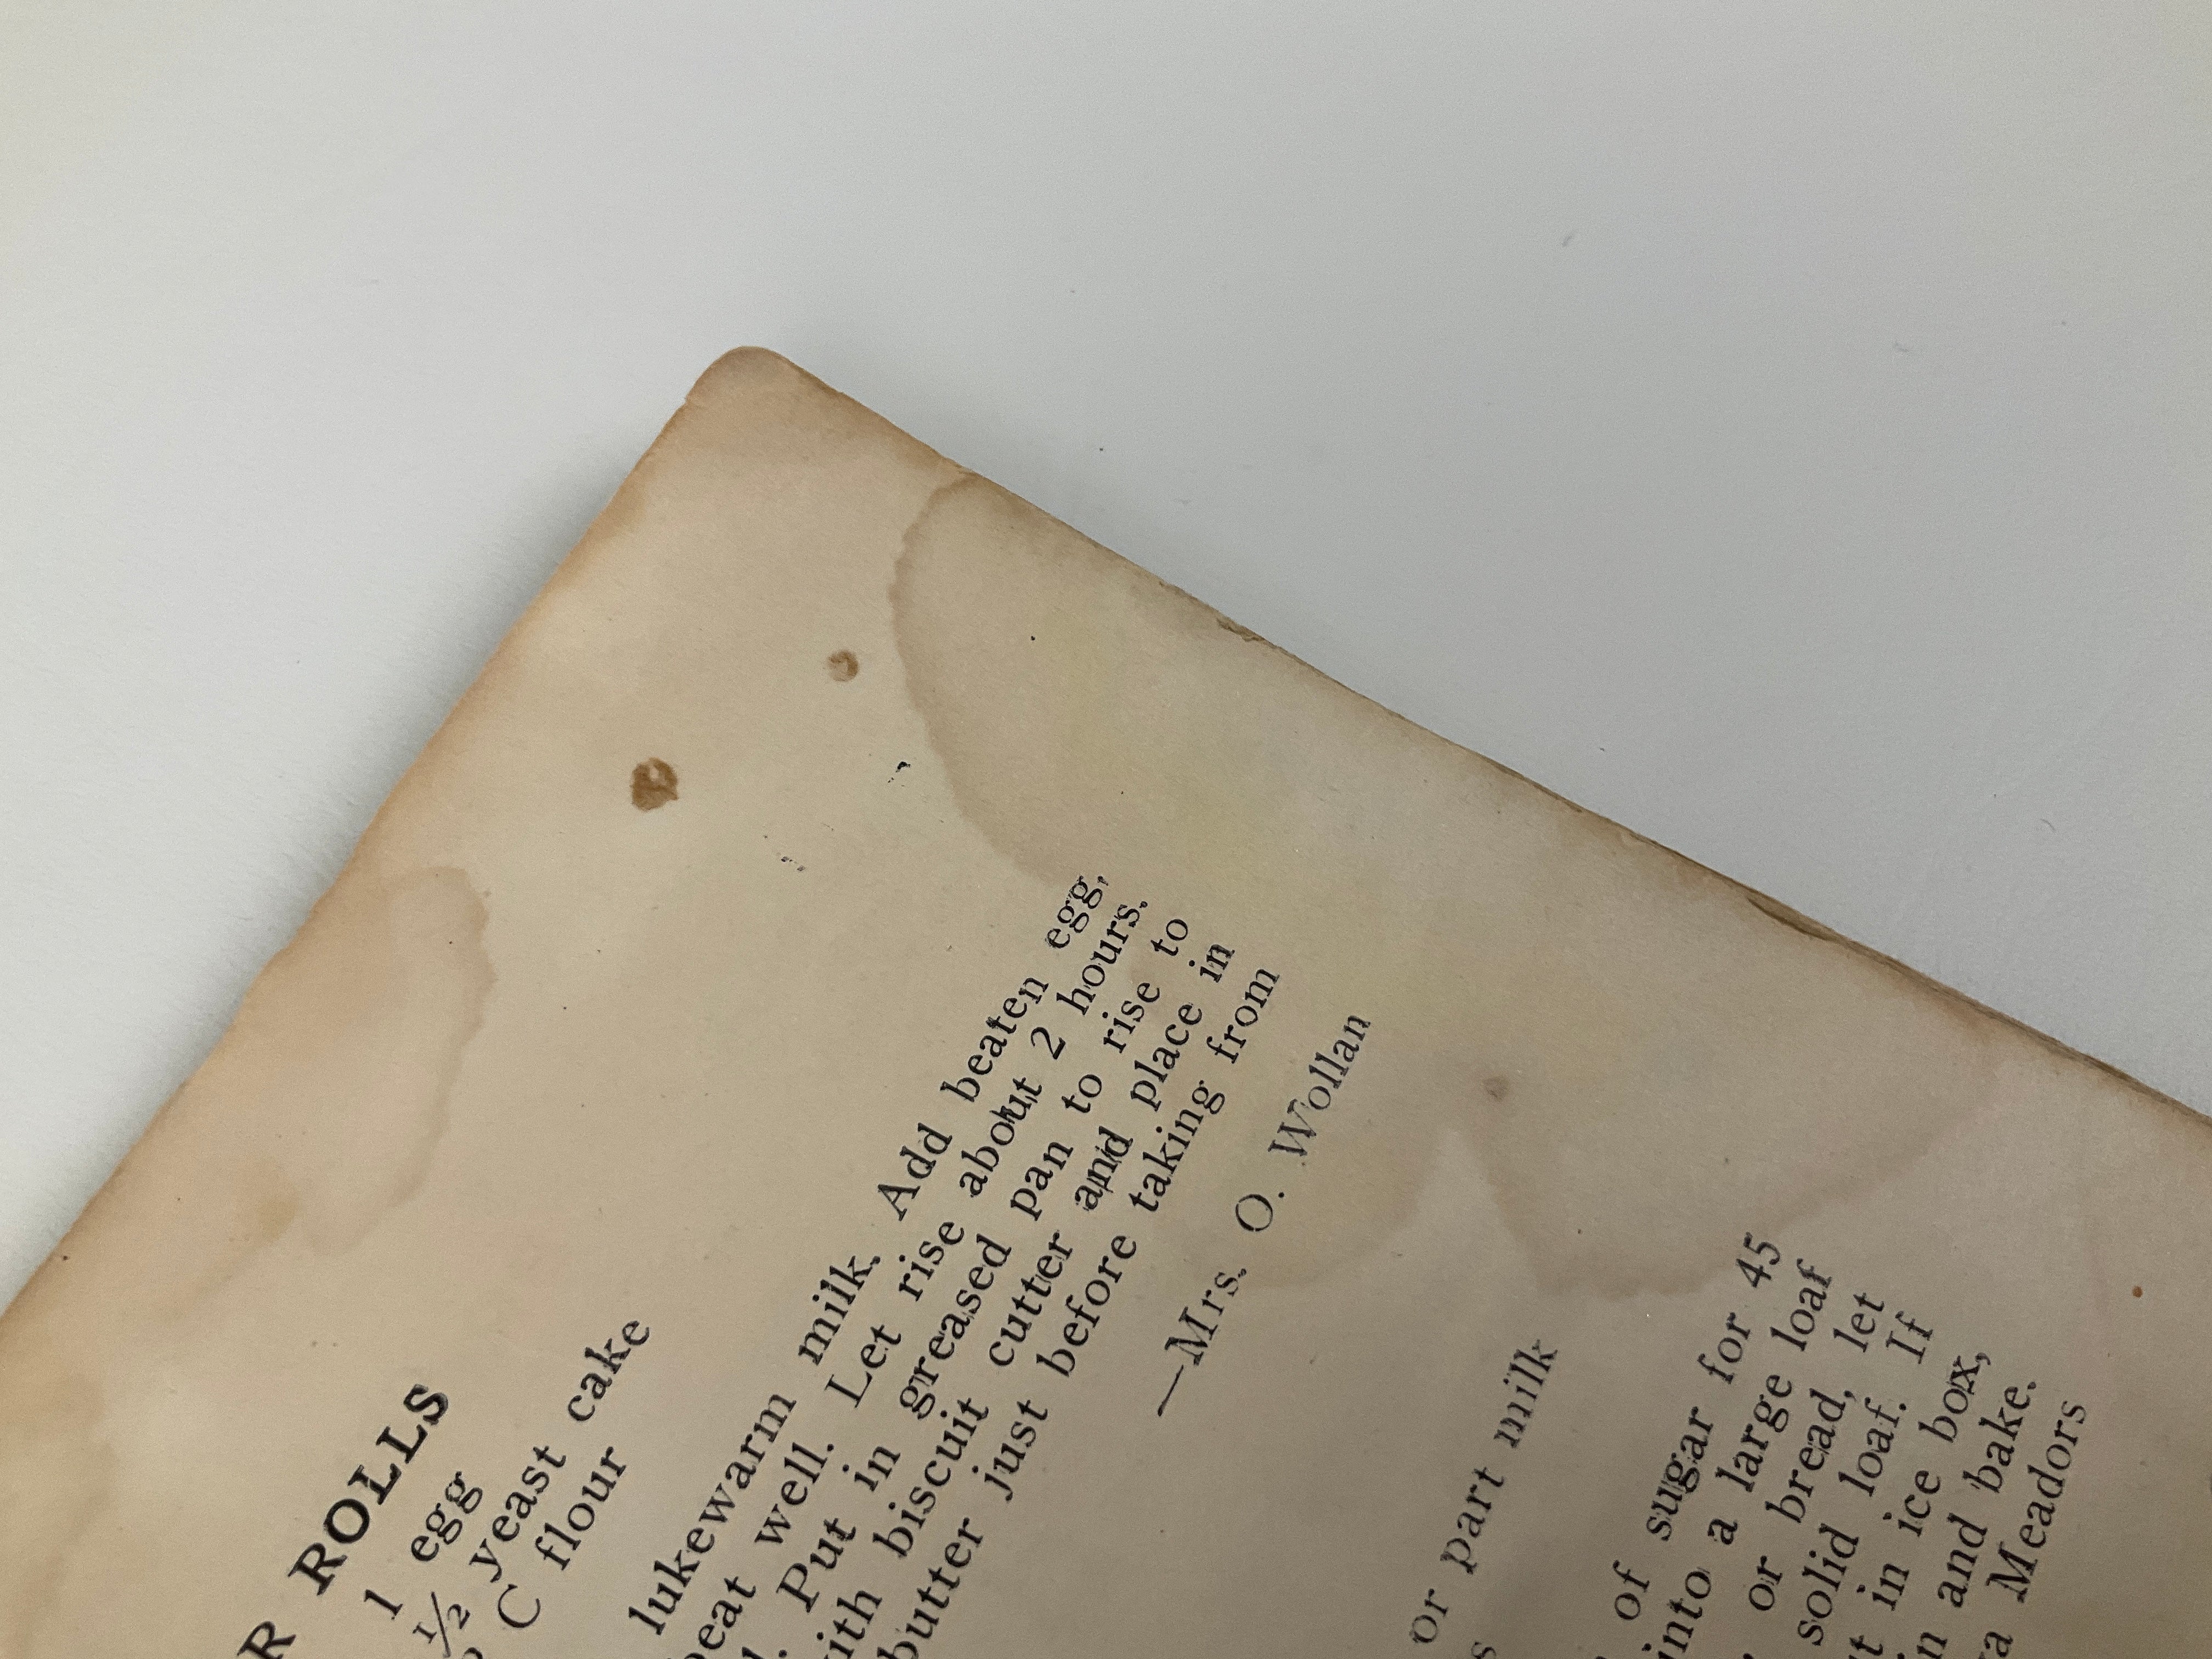 ROLLS
1 egg
½ yeast cake
C flour
lukewarm milk. Add beaten egg,
well. Let rise about 2 hours.
Put in greased pan to rise to
biscuit cutter and place in
butter just before taking from
—Mrs. O. Wollan
or part milk
of sugar for 45
into a large loaf
or bread, let
solid loaf. If
in ice box,
and bake.
Meadors